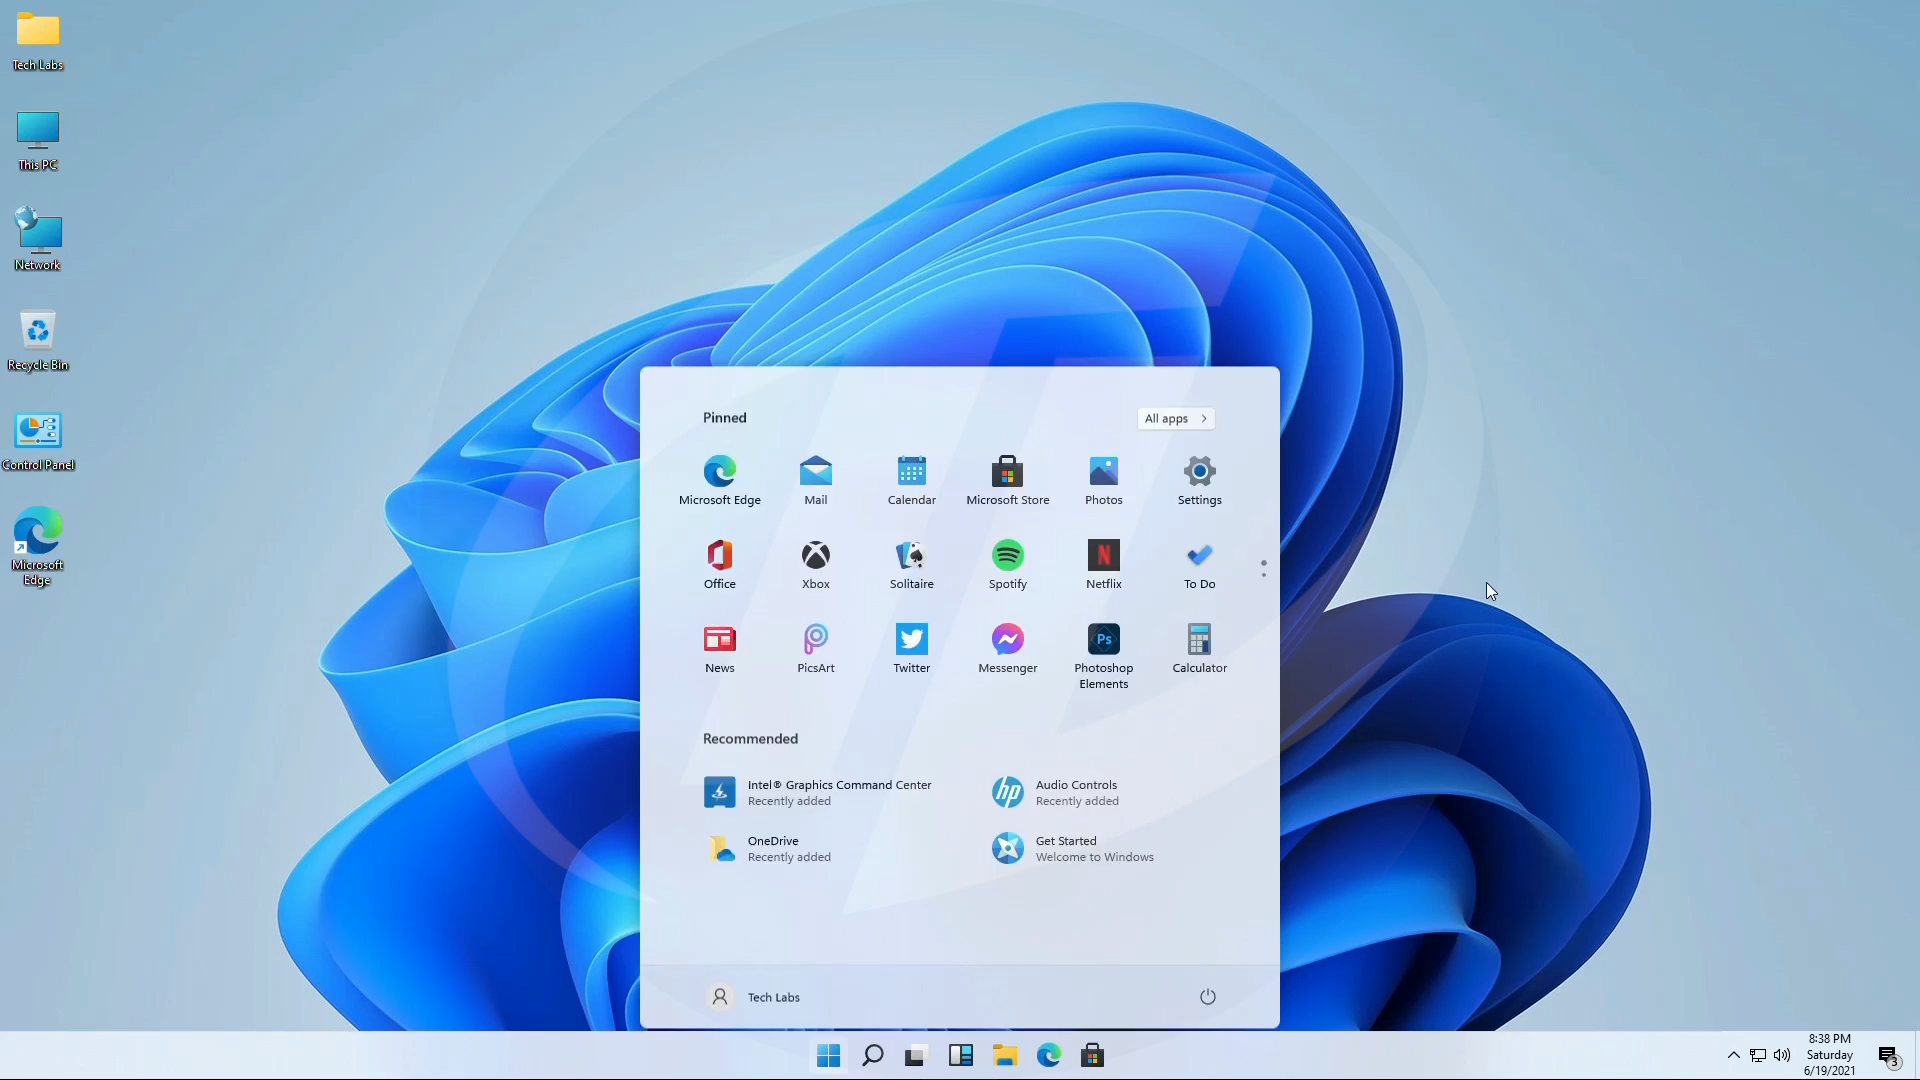 Tech Labs
This PC
Network
Recycle Bin
Control Panel
Microsoft
Edge
Pinned
All apps
Microsoft Edge
Mail
Calendar
Microsoft Store
Photos
Settings
Office
Xbox
Solitaire
Spotify
Netflix
To Do
News
PicsArt
Twitter
Messenger
Photoshop
Elements
Calculator
Recommended
Intel® Graphics Command Center
Recently added
Audio Controls
Recently added
OneDrive
Recently added
Get Started
Welcome to Windows
Tech Labs
8:38 PM
Saturday
6/19/2021
3
N
Ps
hp